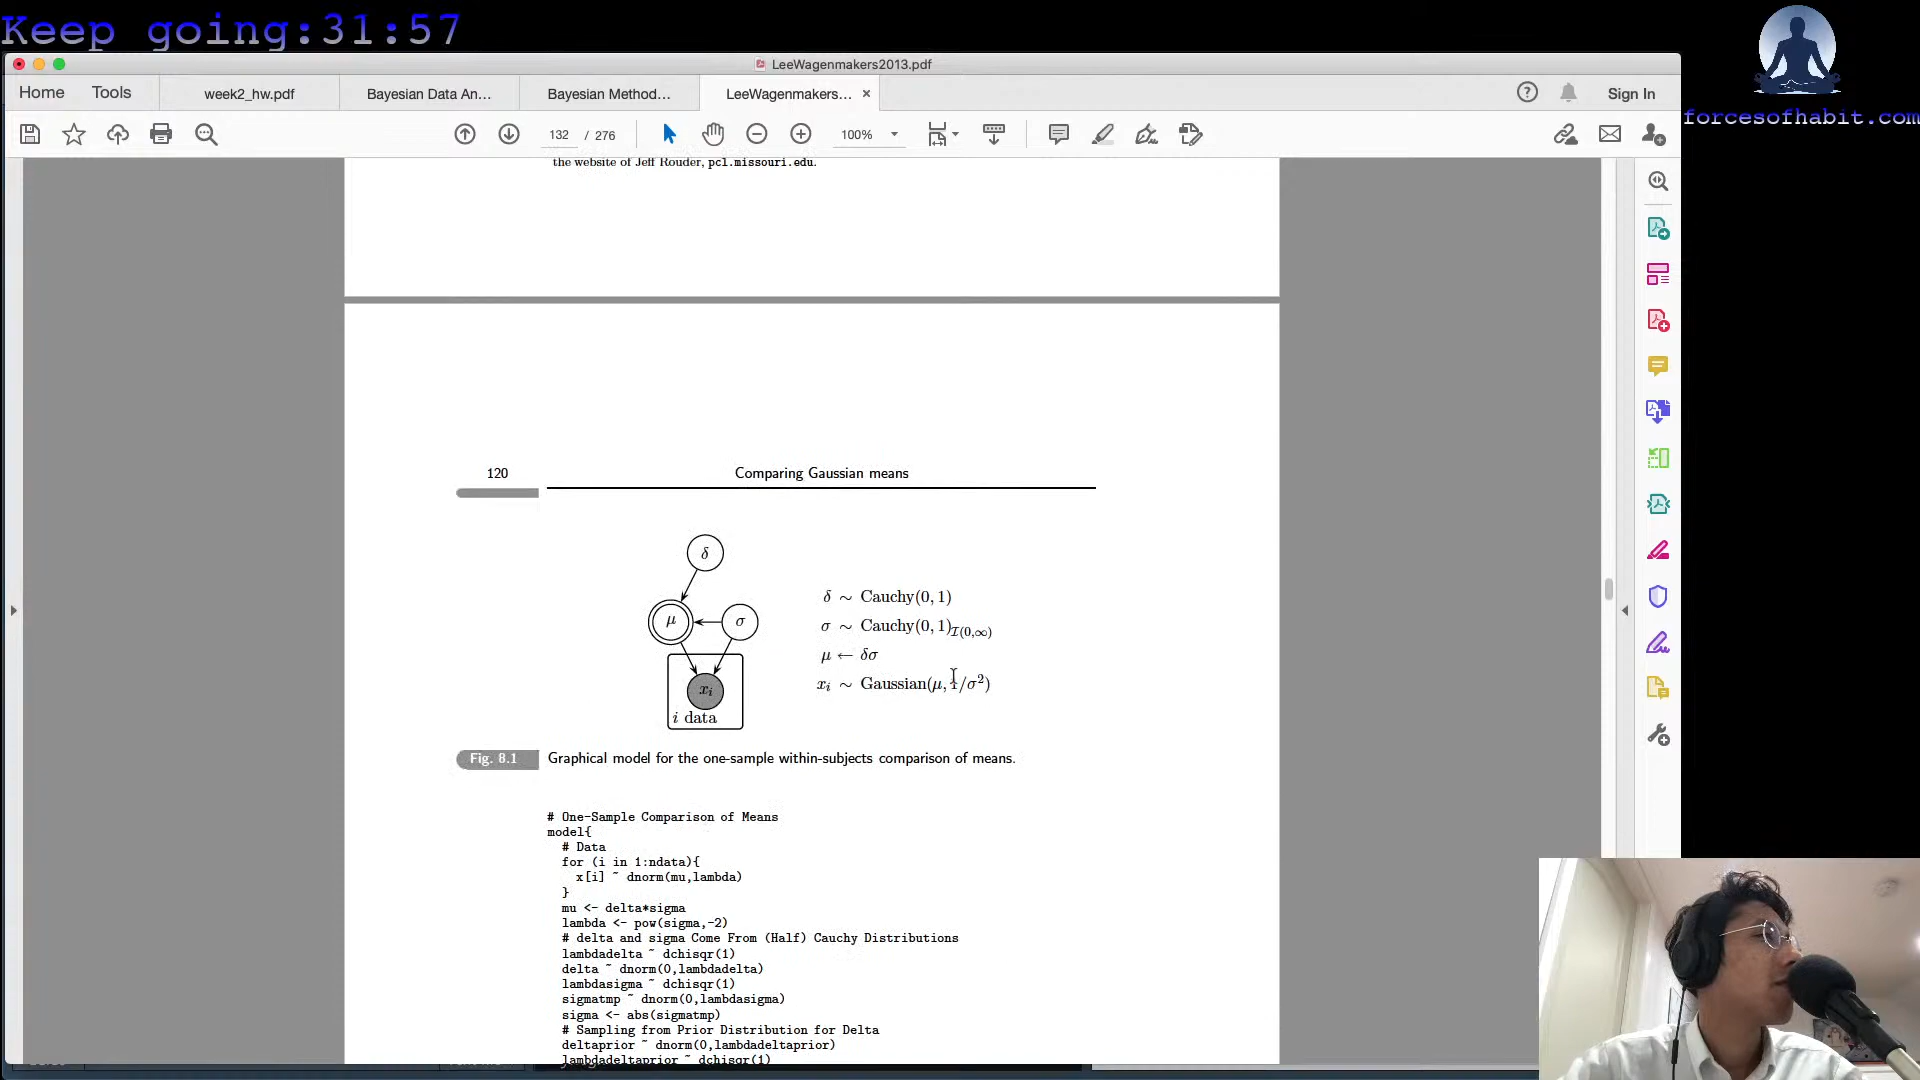 Keep going:31:57
forcesofhabit.com
LeeWagenmakers2013.pdf
Home
Tools
week2_hw.pdf
Bayesian Data An...
Bayesian Method...
LeeWagenmakers...
Sign In
132 / 276
100%
the website of Jeff Rouder, pcl.missouri.edu.
120
Comparing Gaussian means
δ
μ
σ
xᵢ
i data
δ ∼ Cauchy(0, 1)
σ ∼ Cauchy(0, 1)_I(0,∞)
μ ← δσ
xᵢ ∼ Gaussian(μ, 1/σ²)
Fig. 8.1
Graphical model for the one-sample within-subjects comparison of means.
# One-Sample Comparison of Means
model{
# Data
for (i in 1:ndata){
x[i] ~ dnorm(mu,lambda)
}
mu <- delta*sigma
lambda <- pow(sigma,-2)
# delta and sigma Come From (Half) Cauchy Distributions
lambdadelta ~ dchisqr(1)
delta ~ dnorm(0,lambdadelta)
lambdasigma ~ dchisqr(1)
sigmatmp ~ dnorm(0,lambdasigma)
sigma <- abs(sigmatmp)
# Sampling from Prior Distribution for Delta
deltaprior ~ dnorm(0,lambdadeltaprior)
lambdadeltaprior ~ dchisqr(1)